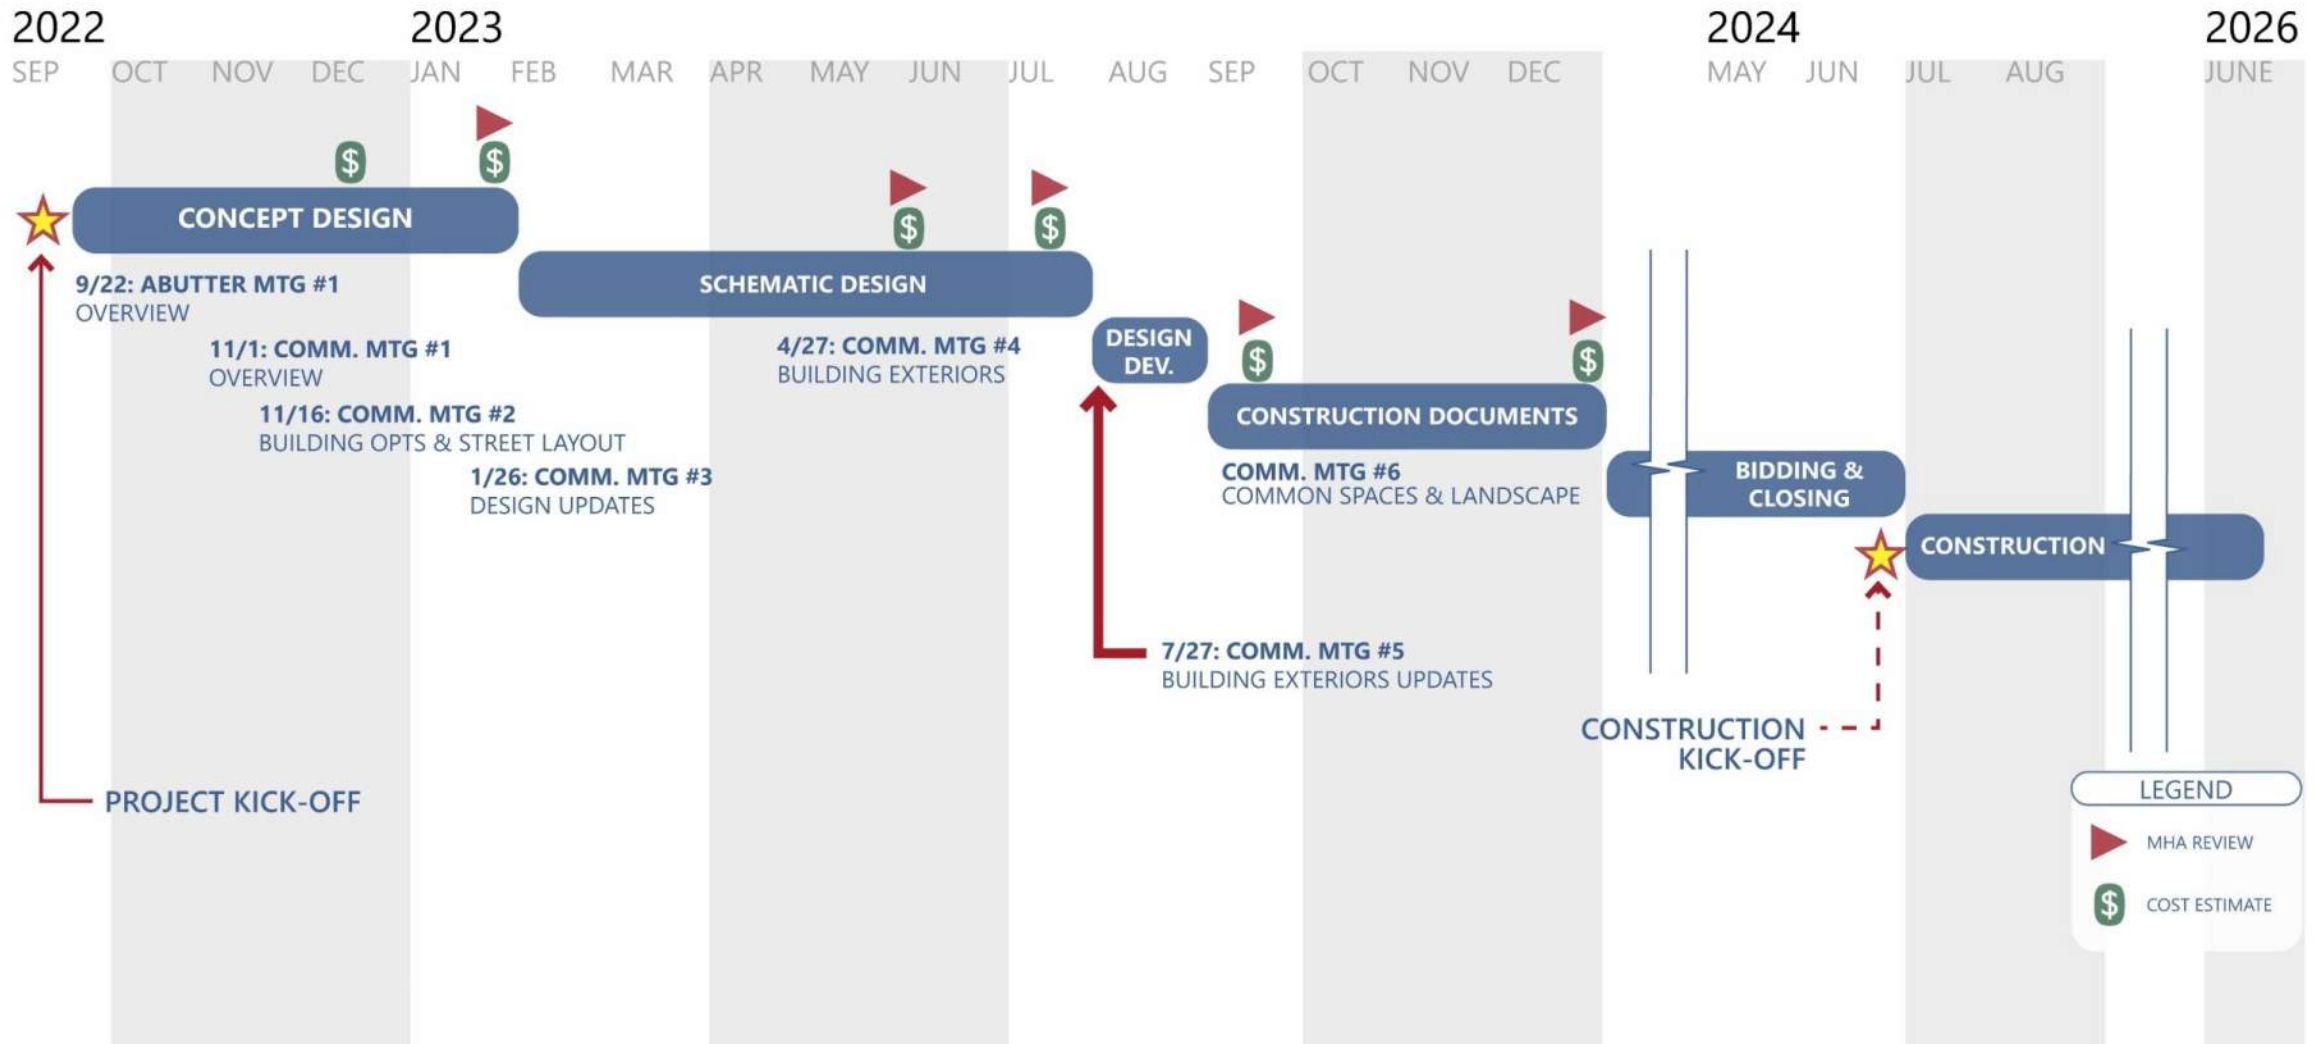 2022 2023 2024 2026
SEP OCT NOV DEC JAN FEB MAR APR MAY JUN JUL AUG SEP OCT NOV DEC MAY JUN JUL AUG JUNE
$ $
CONCEPT DESIGN
$ $
9/22: ABUTTER MTG #1
OVERVIEW
SCHEMATIC DESIGN
11/1: COMM. MTG #1
OVERVIEW
4/27: COMM. MTG #4
BUILDING EXTERIORS
DESIGN
DEV.
$ $
11/16: COMM. MTG #2
BUILDING OPTS & STREET LAYOUT
CONSTRUCTION DOCUMENTS
1/26: COMM. MTG #3
DESIGN UPDATES
COMM. MTG #6
COMMON SPACES & LANDSCAPE
BIDDING &
CLOSING
CONSTRUCTION
7/27: COMM. MTG #5
BUILDING EXTERIORS UPDATES
CONSTRUCTION
KICK-OFF
PROJECT KICK-OFF
LEGEND
MHA REVIEW
$ COST ESTIMATE